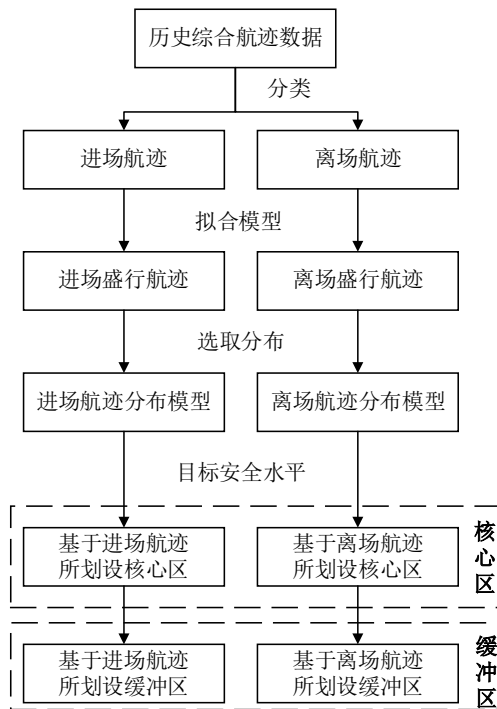 历史综合航迹数据
分类
进场航迹
离场航迹
拟合模型
进场盛行航迹
离场盛行航迹
选取分布
进场航迹分布模型
离场航迹分布模型
目标安全水平
基于进场航迹
所划设核心区
基于离场航迹
所划设核心区
核心区
基于进场航迹
所划设缓冲区
基于离场航迹
所划设缓冲区
缓冲区